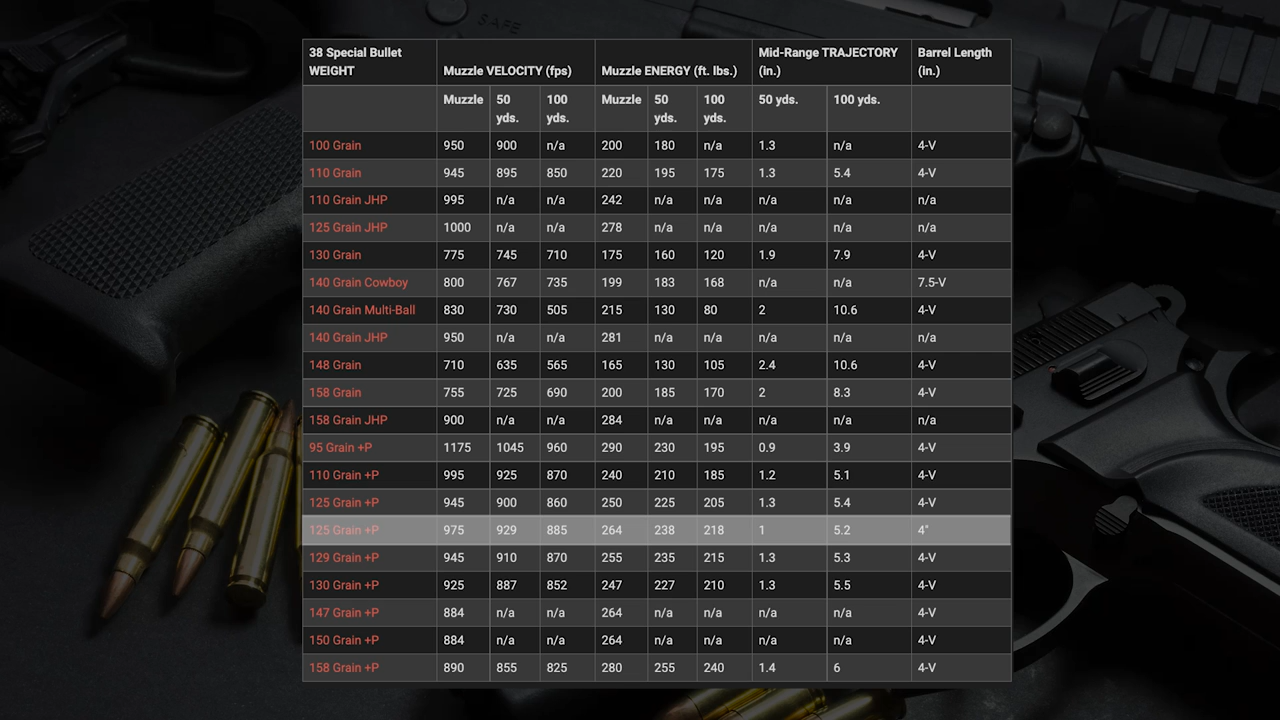 SAFE
38 Special Bullet WEIGHT Muzzle VELOCITY (fps) Muzzle ENERGY (ft. lbs.) Mid-Range TRAJECTORY (in.) Barrel Length (in.)
Muzzle 50 yds. 100 yds. Muzzle 50 yds. 100 yds. 50 yds. 100 yds.
100 Grain 950 900 n/a 200 180 n/a 1.3 n/a 4-V
110 Grain 945 895 850 220 195 175 1.3 5.4 4-V
110 Grain JHP 995 n/a n/a 242 n/a n/a n/a n/a n/a
125 Grain JHP 1000 n/a n/a 278 n/a n/a n/a n/a n/a
130 Grain 775 745 710 175 160 120 1.9 7.9 4-V
140 Grain Cowboy 800 767 735 199 183 168 n/a n/a 7.5-V
140 Grain Multi-Ball 830 730 505 215 130 80 2 10.6 4-V
140 Grain JHP 950 n/a n/a 281 n/a n/a n/a n/a n/a
148 Grain 710 635 565 165 130 105 2.4 10.6 4-V
158 Grain 755 725 690 200 185 170 2 8.3 4-V
158 Grain JHP 900 n/a n/a 284 n/a n/a n/a n/a n/a
95 Grain +P 1175 1045 960 290 230 195 0.9 3.9 4-V
110 Grain +P 995 925 870 240 210 185 1.2 5.1 4-V
125 Grain +P 945 900 860 250 225 205 1.3 5.4 4-V
125 Grain +P 975 929 885 264 238 218 1 5.2 4"
129 Grain +P 945 910 870 255 235 215 1.3 5.3 4-V
130 Grain +P 925 887 852 247 227 210 1.3 5.5 4-V
147 Grain +P 884 n/a n/a 264 n/a n/a n/a n/a 4-V
150 Grain +P 884 n/a n/a 264 n/a n/a n/a n/a 4-V
158 Grain +P 890 855 825 280 255 240 1.4 6 4-V